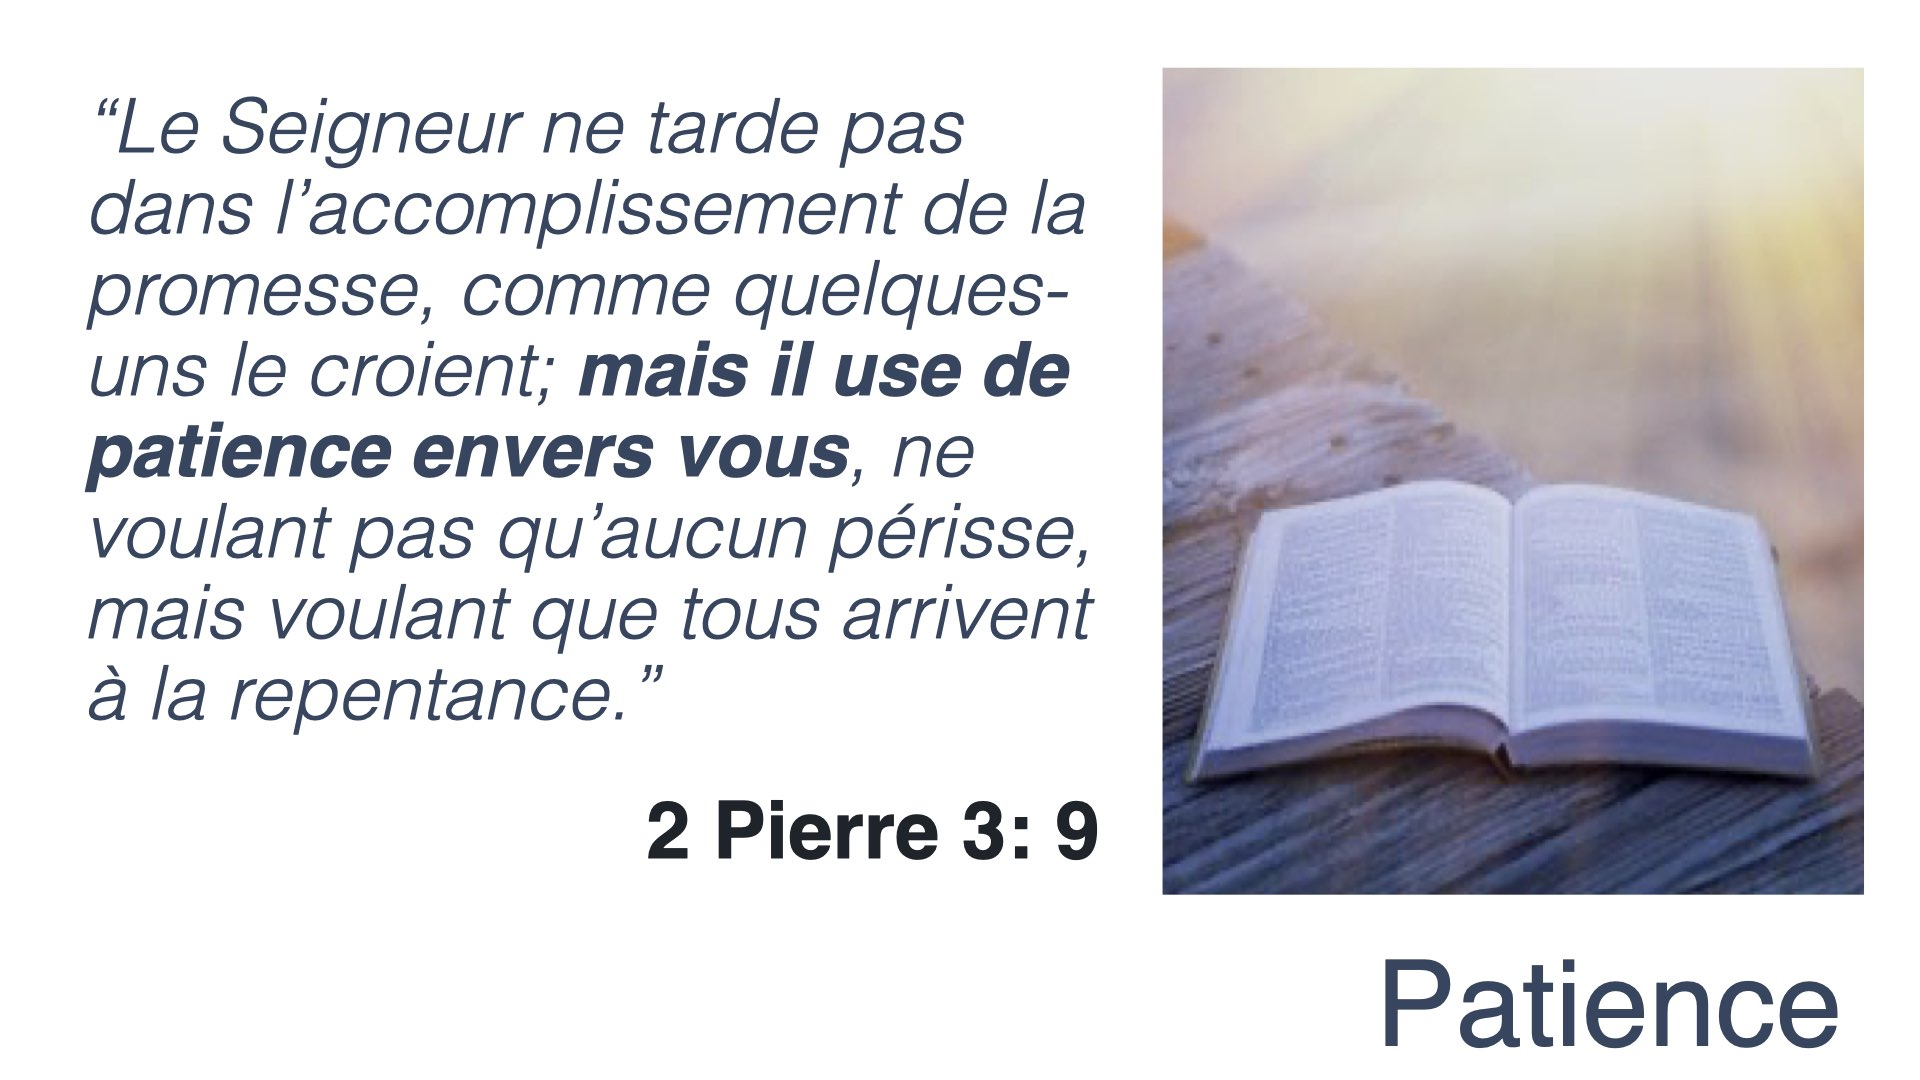 “Le Seigneur ne tarde pas
dans l’accomplissement de la
promesse, comme quelques-
uns le croient; mais il use de
patience envers vous, ne
voulant pas qu’aucun périsse,
mais voulant que tous arrivent
à la repentance.”
2 Pierre 3: 9
Patience